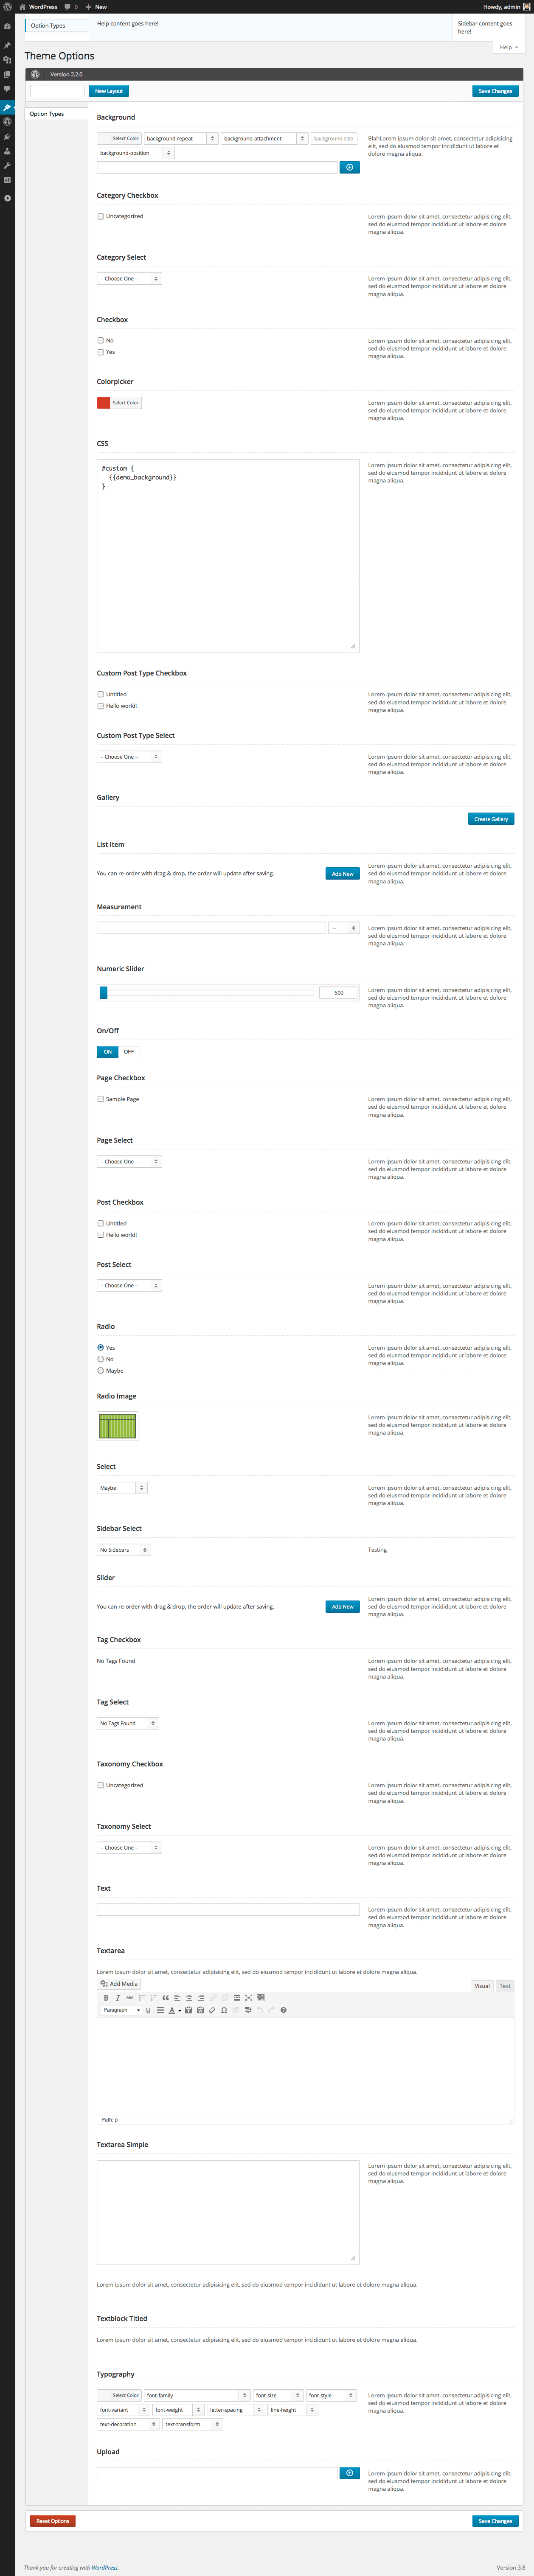 WordPress 0 New Howdy, admin
Option Types
Help content goes here!
Sidebar content goes
here!
Help
Theme Options
Version 2.2.0
New Layout
Save Changes
Option Types
Background
Select Color background-repeat background-attachment background-size
background-position
BlahLorem ipsum dolor sit amet, consectetur adipisicing
elit, sed do eiusmod tempor incididunt ut labore et
dolore magna aliqua.
Category Checkbox
Uncategorized
Lorem ipsum dolor sit amet, consectetur adipisicing elit,
sed do eiusmod tempor incididunt ut labore et dolore
magna aliqua.
Category Select
-- Choose One --
Lorem ipsum dolor sit amet, consectetur adipisicing elit,
sed do eiusmod tempor incididunt ut labore et dolore
magna aliqua.
Checkbox
No
Yes
Lorem ipsum dolor sit amet, consectetur adipisicing elit,
sed do eiusmod tempor incididunt ut labore et dolore
magna aliqua.
Colorpicker
Select Color
Lorem ipsum dolor sit amet, consectetur adipisicing elit,
sed do eiusmod tempor incididunt ut labore et dolore
magna aliqua.
CSS
#custom {
{{demo_background}}
}
Lorem ipsum dolor sit amet, consectetur adipisicing elit,
sed do eiusmod tempor incididunt ut labore et dolore
magna aliqua.
Custom Post Type Checkbox
Untitled
Hello world!
Lorem ipsum dolor sit amet, consectetur adipisicing elit,
sed do eiusmod tempor incididunt ut labore et dolore
magna aliqua.
Custom Post Type Select
-- Choose One --
Lorem ipsum dolor sit amet, consectetur adipisicing elit,
sed do eiusmod tempor incididunt ut labore et dolore
magna aliqua.
Gallery
Create Gallery
List Item
You can re-order with drag & drop, the order will update after saving.
Add New
Lorem ipsum dolor sit amet, consectetur adipisicing elit,
sed do eiusmod tempor incididunt ut labore et dolore
magna aliqua.
Measurement
--
Lorem ipsum dolor sit amet, consectetur adipisicing elit,
sed do eiusmod tempor incididunt ut labore et dolore
magna aliqua.
Numeric Slider
-500
Lorem ipsum dolor sit amet, consectetur adipisicing elit,
sed do eiusmod tempor incididunt ut labore et dolore
magna aliqua.
On/Off
ON OFF
Page Checkbox
Sample Page
Lorem ipsum dolor sit amet, consectetur adipisicing elit,
sed do eiusmod tempor incididunt ut labore et dolore
magna aliqua.
Page Select
-- Choose One --
Lorem ipsum dolor sit amet, consectetur adipisicing elit,
sed do eiusmod tempor incididunt ut labore et dolore
magna aliqua.
Post Checkbox
Untitled
Hello world!
Lorem ipsum dolor sit amet, consectetur adipisicing elit,
sed do eiusmod tempor incididunt ut labore et dolore
magna aliqua.
Post Select
-- Choose One --
Lorem ipsum dolor sit amet, consectetur adipisicing elit,
sed do eiusmod tempor incididunt ut labore et dolore
magna aliqua.
Radio
Yes
No
Maybe
Lorem ipsum dolor sit amet, consectetur adipisicing elit,
sed do eiusmod tempor incididunt ut labore et dolore
magna aliqua.
Radio Image
Lorem ipsum dolor sit amet, consectetur adipisicing elit,
sed do eiusmod tempor incididunt ut labore et dolore
magna aliqua.
Select
Maybe
Lorem ipsum dolor sit amet, consectetur adipisicing elit,
sed do eiusmod tempor incididunt ut labore et dolore
magna aliqua.
Sidebar Select
No Sidebars
Testing
Slider
You can re-order with drag & drop, the order will update after saving.
Add New
Lorem ipsum dolor sit amet, consectetur adipisicing elit,
sed do eiusmod tempor incididunt ut labore et dolore
magna aliqua.
Tag Checkbox
No Tags Found
Lorem ipsum dolor sit amet, consectetur adipisicing elit,
sed do eiusmod tempor incididunt ut labore et dolore
magna aliqua.
Tag Select
No Tags Found
Lorem ipsum dolor sit amet, consectetur adipisicing elit,
sed do eiusmod tempor incididunt ut labore et dolore
magna aliqua.
Taxonomy Checkbox
Uncategorized
Lorem ipsum dolor sit amet, consectetur adipisicing elit,
sed do eiusmod tempor incididunt ut labore et dolore
magna aliqua.
Taxonomy Select
-- Choose One --
Lorem ipsum dolor sit amet, consectetur adipisicing elit,
sed do eiusmod tempor incididunt ut labore et dolore
magna aliqua.
Text
Lorem ipsum dolor sit amet, consectetur adipisicing elit,
sed do eiusmod tempor incididunt ut labore et dolore
magna aliqua.
Textarea
Lorem ipsum dolor sit amet, consectetur adipisicing elit, sed do eiusmod tempor incididunt ut labore et dolore magna aliqua.
Add Media
Visual Text
B I ABC
Paragraph U A Ω
Path: p
Textarea Simple
Lorem ipsum dolor sit amet, consectetur adipisicing elit,
sed do eiusmod tempor incididunt ut labore et dolore
magna aliqua.
Lorem ipsum dolor sit amet, consectetur adipisicing elit, sed do eiusmod tempor incididunt ut labore et dolore magna aliqua.
Textblock Titled
Lorem ipsum dolor sit amet, consectetur adipisicing elit, sed do eiusmod tempor incididunt ut labore et dolore magna aliqua.
Typography
Select Color font-family font-size font-style
font-variant font-weight letter-spacing line-height
text-decoration text-transform
Lorem ipsum dolor sit amet, consectetur adipisicing elit,
sed do eiusmod tempor incididunt ut labore et dolore
magna aliqua.
Upload
Lorem ipsum dolor sit amet, consectetur adipisicing elit,
sed do eiusmod tempor incididunt ut labore et dolore
magna aliqua.
Reset Options
Save Changes
Thank you for creating with WordPress.
Version 3.8